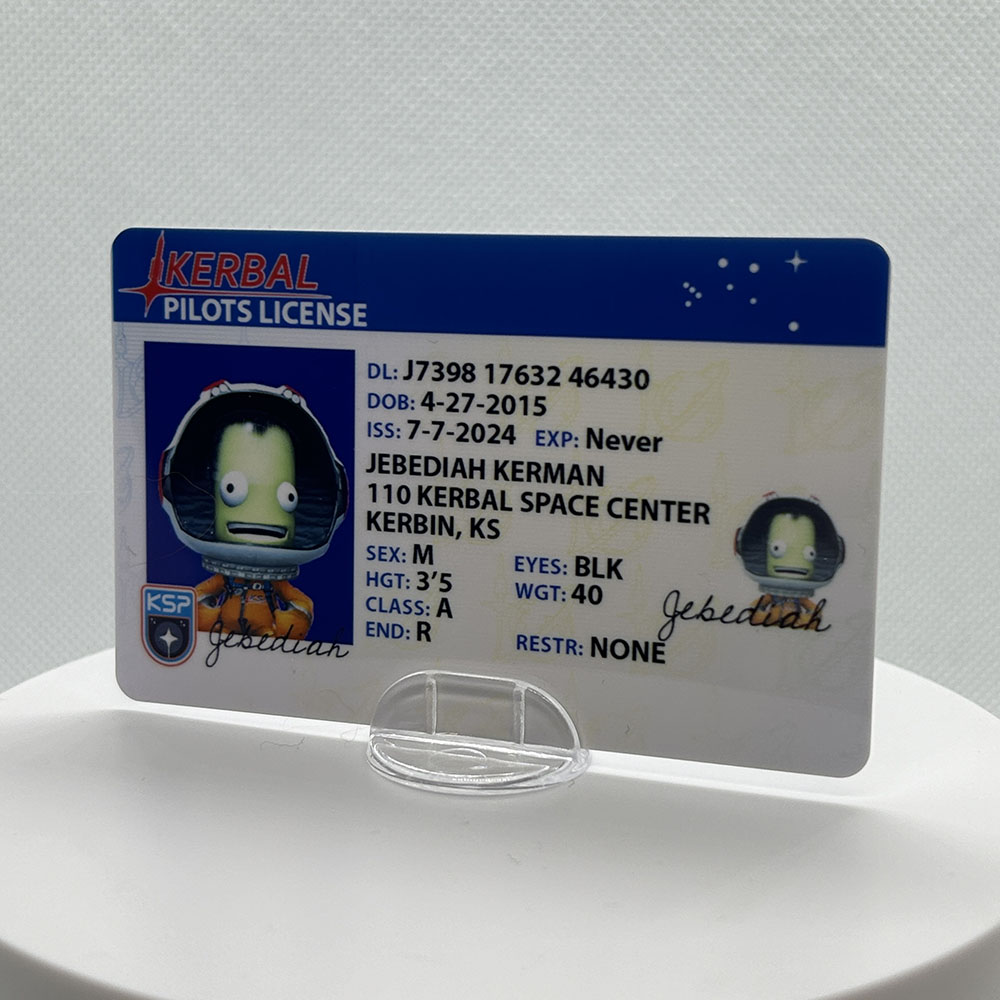 KERBAL
PILOTS LICENSE
DL: J7398 17632 46430
DOB: 4-27-2015
ISS: 7-7-2024 EXP: Never
JEBEDIAH KERMAN
110 KERBAL SPACE CENTER
KERBIN, KS
SEX: M EYES: BLK
HGT: 3'5 WGT: 40
CLASS: A
END: R RESTR: NONE
KSP
Jebediah
Jebediah